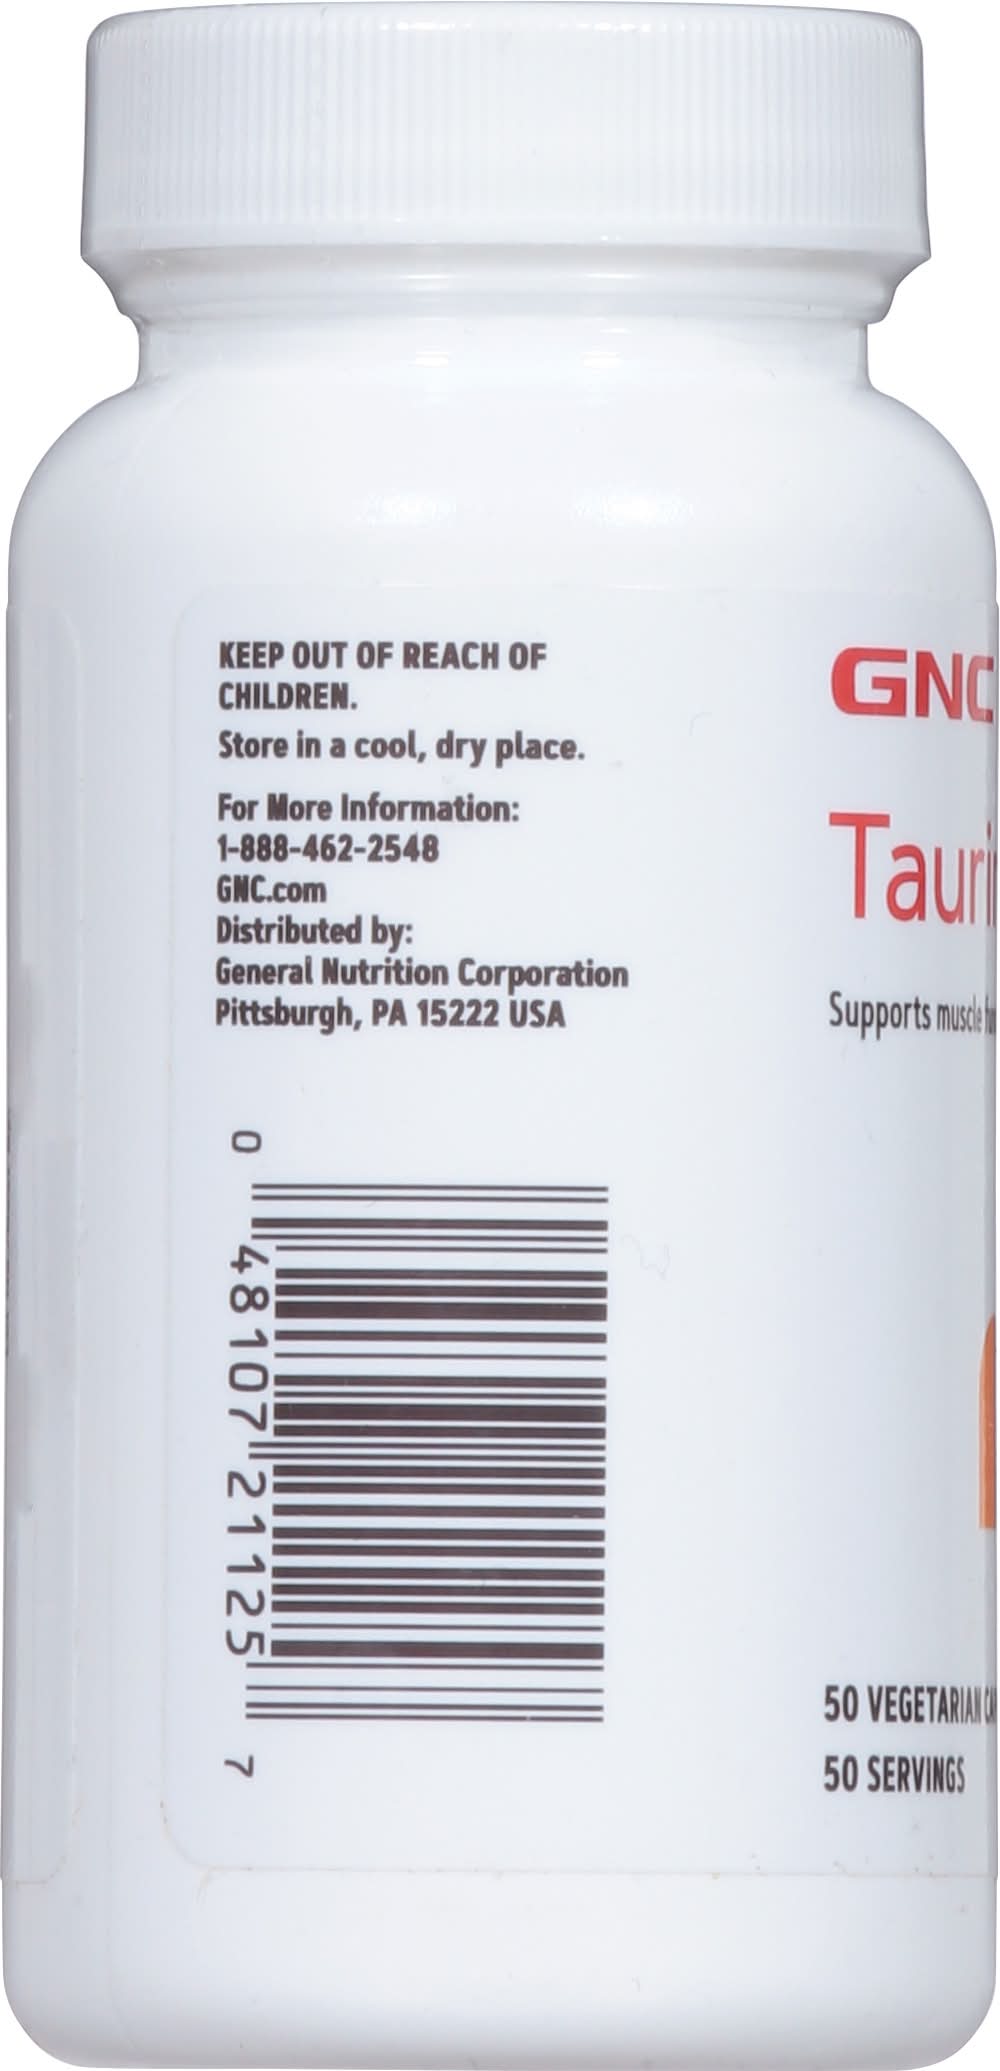 KEEP OUT OF REACH OF
CHILDREN.
Store in a cool, dry place.
For More Information:
1-888-462-2548
GNC.com
Distributed by:
General Nutrition Corporation
Pittsburgh, PA 15222 USA
0 48107 21125 7
GNC
Supports muscle
50 VEGETARIAN
50 SERVINGS